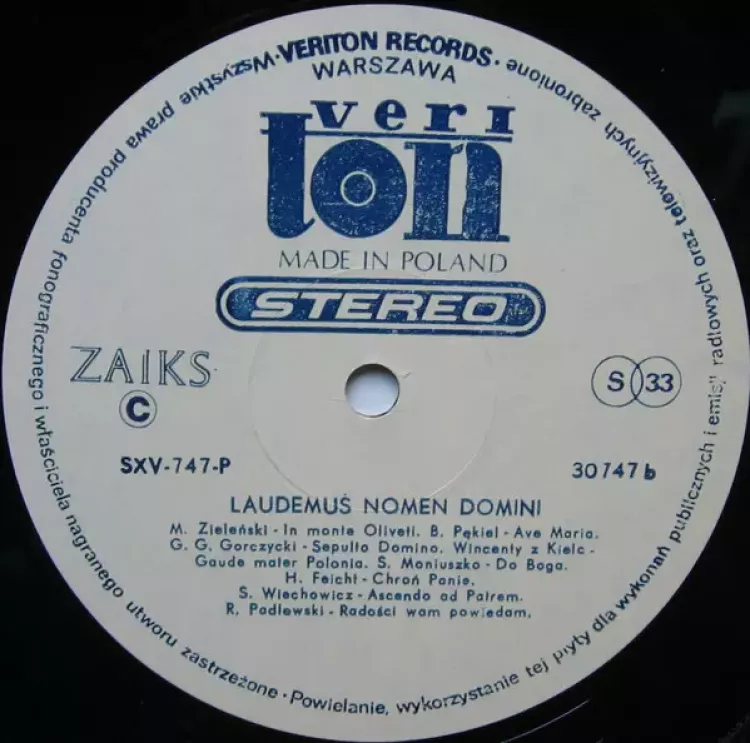 VERITON RECORDS · WARSZAWA
veri
ton
MADE IN POLAND
STEREO
ZAIKS
C
S 33
SXV-747-P
30747 b
LAUDEMUŚ NOMEN DOMINI
M. Zieleński - In monte Oliveti. B. Pękiel - Ave Maria.
G. G. Gorczycki - Sepulto Domino. Wincenty z Kielc -
Gaude mater Polonia. S. Moniuszko - Do Boga.
H. Feicht - Chroń Panie.
S. Wiechowicz - Ascendo ad Patrem.
R. Padlewski - Radości wam powiedam.
Wszystkie prawa producenta fonograficznego i właściciela nagranego utworu zastrzeżone · Powielanie, wykorzystanie tej płyty dla wykonań publicznych i emisji radiowych oraz telewizyjnych zabronione ·